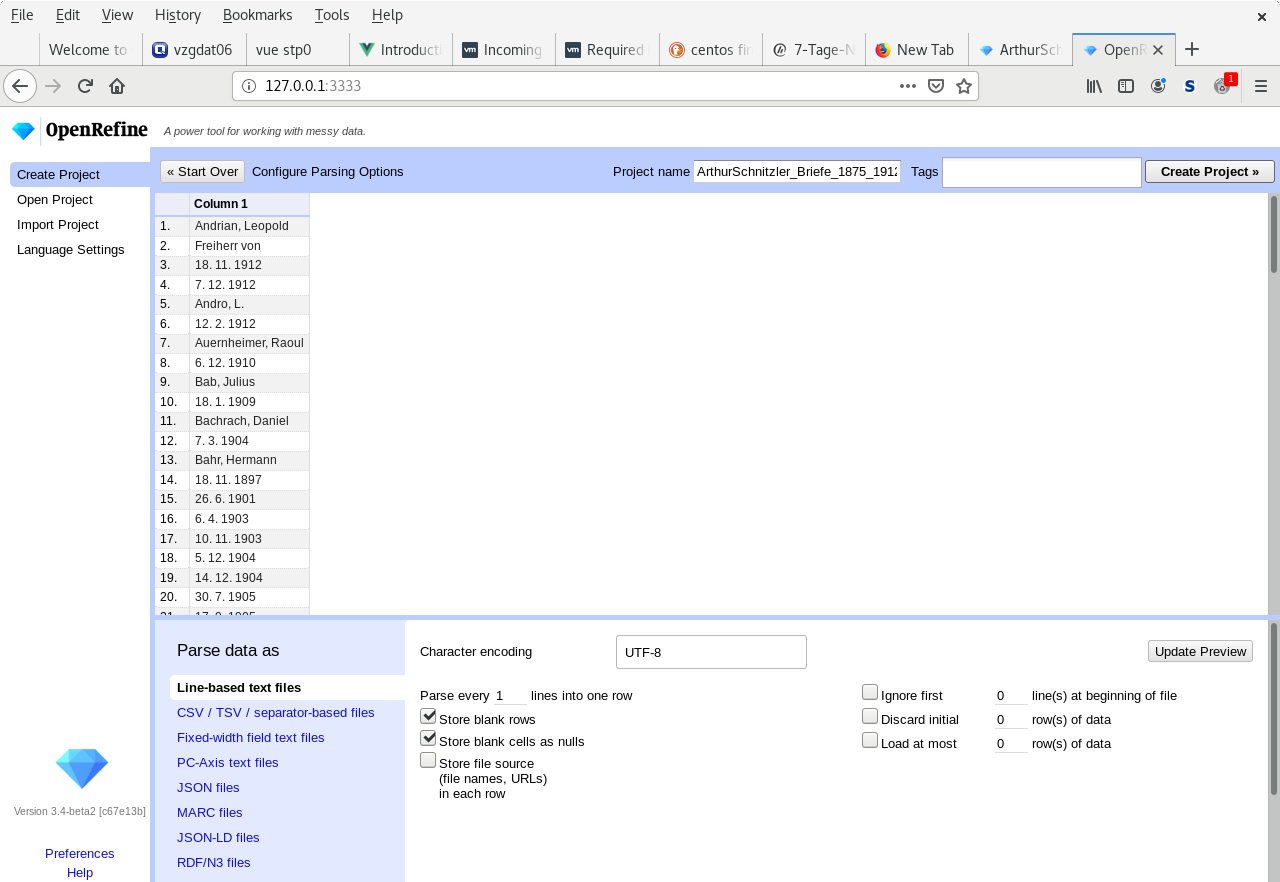 File Edit View History Bookmarks Tools Help
Welcome to vzgdat06 vue stp0 Introducti Incoming Required centos fir 7-Tage-N New Tab ArthurSch OpenR
127.0.0.1:3333
1
OpenRefine A power tool for working with messy data.
Create Project
Open Project
Import Project
Language Settings
« Start Over Configure Parsing Options Project name ArthurSchnitzler_Briefe_1875_1912 Tags Create Project »
Column 1
1. Andrian, Leopold
2. Freiherr von
3. 18. 11. 1912
4. 7. 12. 1912
5. Andro, L.
6. 12. 2. 1912
7. Auernheimer, Raoul
8. 6. 12. 1910
9. Bab, Julius
10. 18. 1. 1909
11. Bachrach, Daniel
12. 7. 3. 1904
13. Bahr, Hermann
14. 18. 11. 1897
15. 26. 6. 1901
16. 6. 4. 1903
17. 10. 11. 1903
18. 5. 12. 1904
19. 14. 12. 1904
20. 30. 7. 1905
Parse data as
Line-based text files
CSV / TSV / separator-based files
Fixed-width field text files
PC-Axis text files
JSON files
MARC files
JSON-LD files
RDF/N3 files
Character encoding UTF-8 Update Preview
Parse every 1 lines into one row
Store blank rows
Store blank cells as nulls
Store file source
(file names, URLs)
in each row
Ignore first 0 line(s) at beginning of file
Discard initial 0 row(s) of data
Load at most 0 row(s) of data
Version 3.4-beta2 [c67e13b]
Preferences
Help